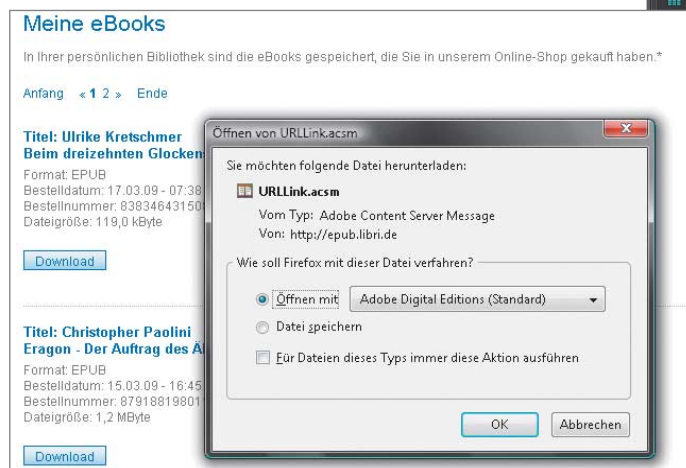 Meine eBooks
In Ihrer persönlichen Bibliothek sind die eBooks gespeichert, die Sie in unserem Online-Shop gekauft haben.*
Anfang « 1 2 » Ende
Titel: Ulrike Kretschmer
Beim dreizehnten Glocken
Format: EPUB
Bestelldatum: 17.03.09 - 07:38
Bestellnummer: 83834643150
Dateigröße: 119,0 kByte
Download
Titel: Christopher Paolini
Eragon - Der Auftrag des Ä
Format: EPUB
Bestelldatum: 15.03.09 - 16:45
Bestellnummer: 8791881980
Dateigröße: 1,2 MByte
Download
Öffnen von URLLink.acsm
Sie möchten folgende Datei herunterladen:
URLLink.acsm
Vom Typ: Adobe Content Server Message
Von: http://epub.libri.de
Wie soll Firefox mit dieser Datei verfahren?
Öffnen mit Adobe Digital Editions (Standard)
Datei speichern
Für Dateien dieses Typs immer diese Aktion ausführen
OK Abbrechen